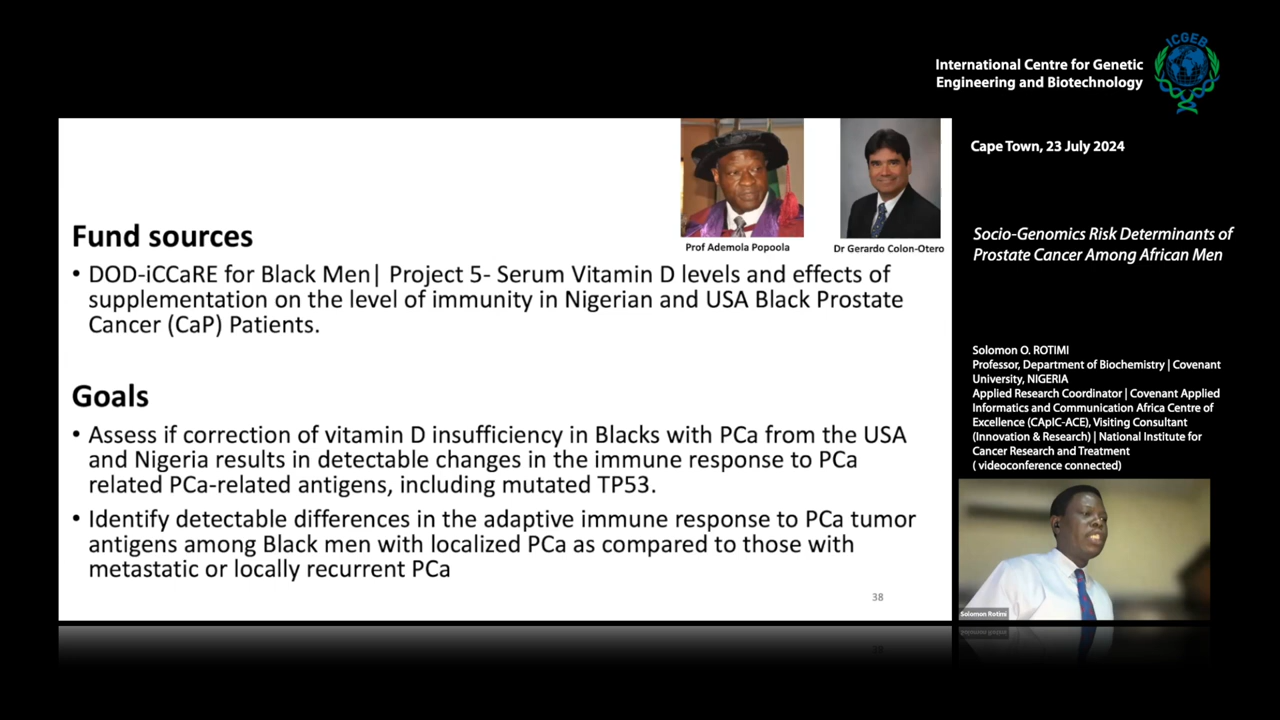 ICGEB
International Centre for Genetic
Engineering and Biotechnology
Cape Town, 23 July 2024
Socio-Genomics Risk Determinants of
Prostate Cancer Among African Men
Solomon O. ROTIMI
Professor, Department of Biochemistry | Covenant
University, NIGERIA
Applied Research Coordinator | Covenant Applied
Informatics and Communication Africa Centre of
Excellence (CApIC-ACE), Visiting Consultant
(Innovation & Research) | National Institute for
Cancer Research and Treatment
( videoconference connected)
Solomon Rotimi
Prof Ademola Popoola
Dr Gerardo Colon-Otero
Fund sources
• DOD-iCCaRE for Black Men| Project 5- Serum Vitamin D levels and effects of
supplementation on the level of immunity in Nigerian and USA Black Prostate
Cancer (CaP) Patients.
Goals
• Assess if correction of vitamin D insufficiency in Blacks with PCa from the USA
and Nigeria results in detectable changes in the immune response to PCa
related PCa-related antigens, including mutated TP53.
• Identify detectable differences in the adaptive immune response to PCa tumor
antigens among Black men with localized PCa as compared to those with
metastatic or locally recurrent PCa
38